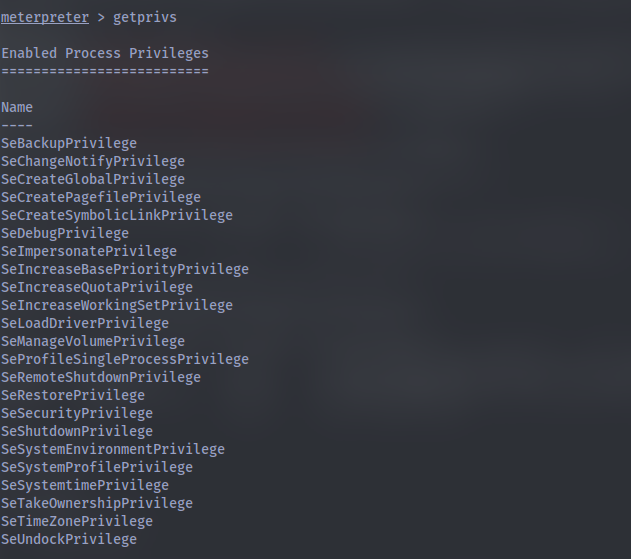 meterpreter > getprivs
Enabled Process Privileges
==========================
Name
----
SeBackupPrivilege
SeChangeNotifyPrivilege
SeCreateGlobalPrivilege
SeCreatePagefilePrivilege
SeCreateSymbolicLinkPrivilege
SeDebugPrivilege
SeImpersonatePrivilege
SeIncreaseBasePriorityPrivilege
SeIncreaseQuotaPrivilege
SeIncreaseWorkingSetPrivilege
SeLoadDriverPrivilege
SeManageVolumePrivilege
SeProfileSingleProcessPrivilege
SeRemoteShutdownPrivilege
SeRestorePrivilege
SeSecurityPrivilege
SeShutdownPrivilege
SeSystemEnvironmentPrivilege
SeSystemProfilePrivilege
SeSystemtimePrivilege
SeTakeOwnershipPrivilege
SeTimeZonePrivilege
SeUndockPrivilege